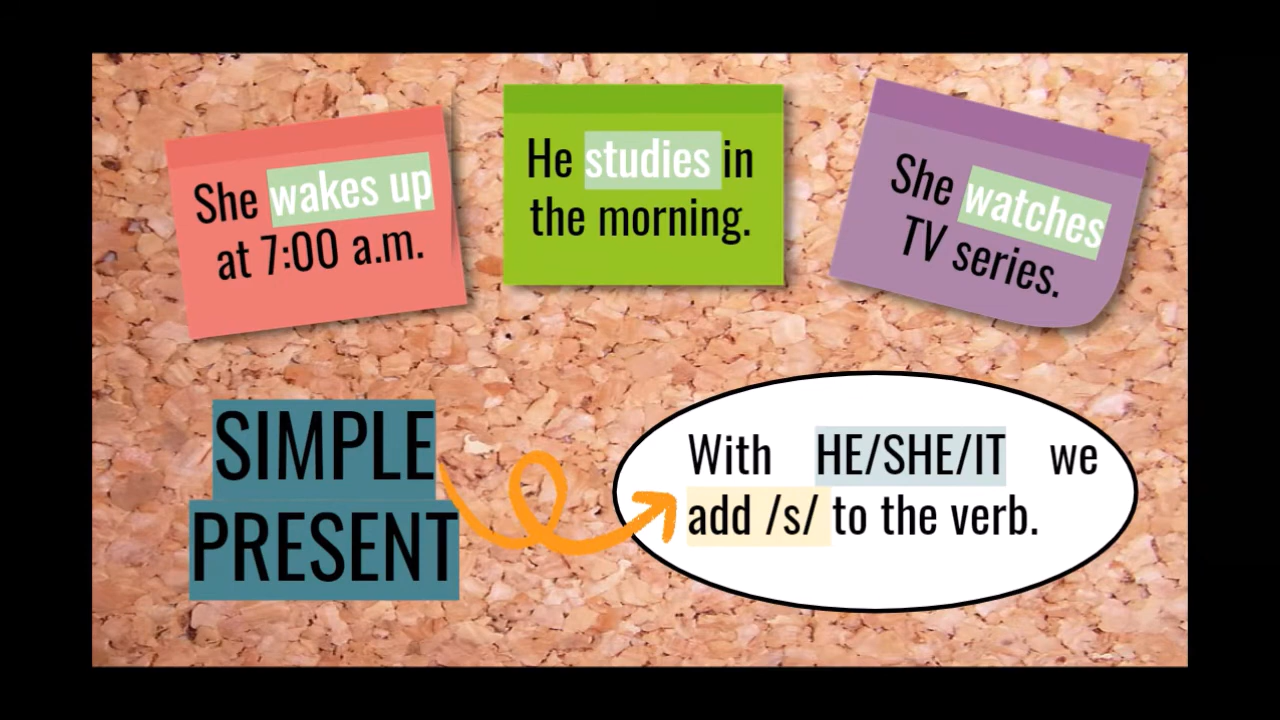 She wakes up
at 7:00 a.m.
He studies in
the morning.
She watches
TV series.
SIMPLE
PRESENT
With HE/SHE/IT we
add /s/ to the verb.